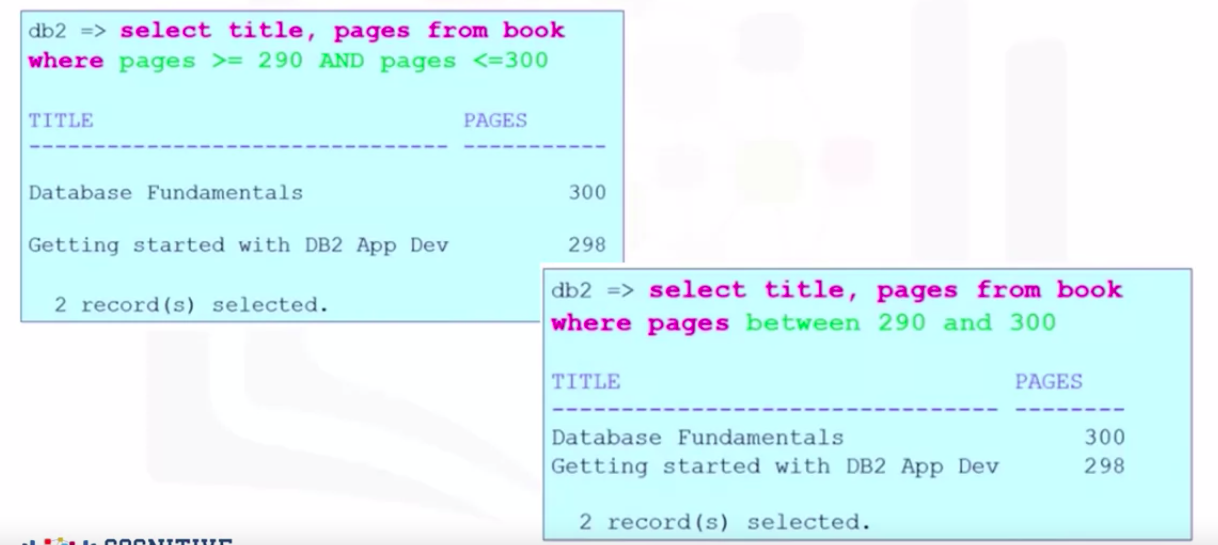 db2 => select title, pages from book
where pages >= 290 AND pages <=300
TITLE PAGES
-------------------------------- -----------
Database Fundamentals 300
Getting started with DB2 App Dev 298
2 record(s) selected.
db2 => select title, pages from book
where pages between 290 and 300
TITLE PAGES
-------------------------------- --------
Database Fundamentals 300
Getting started with DB2 App Dev 298
2 record(s) selected.
COGNITIVE